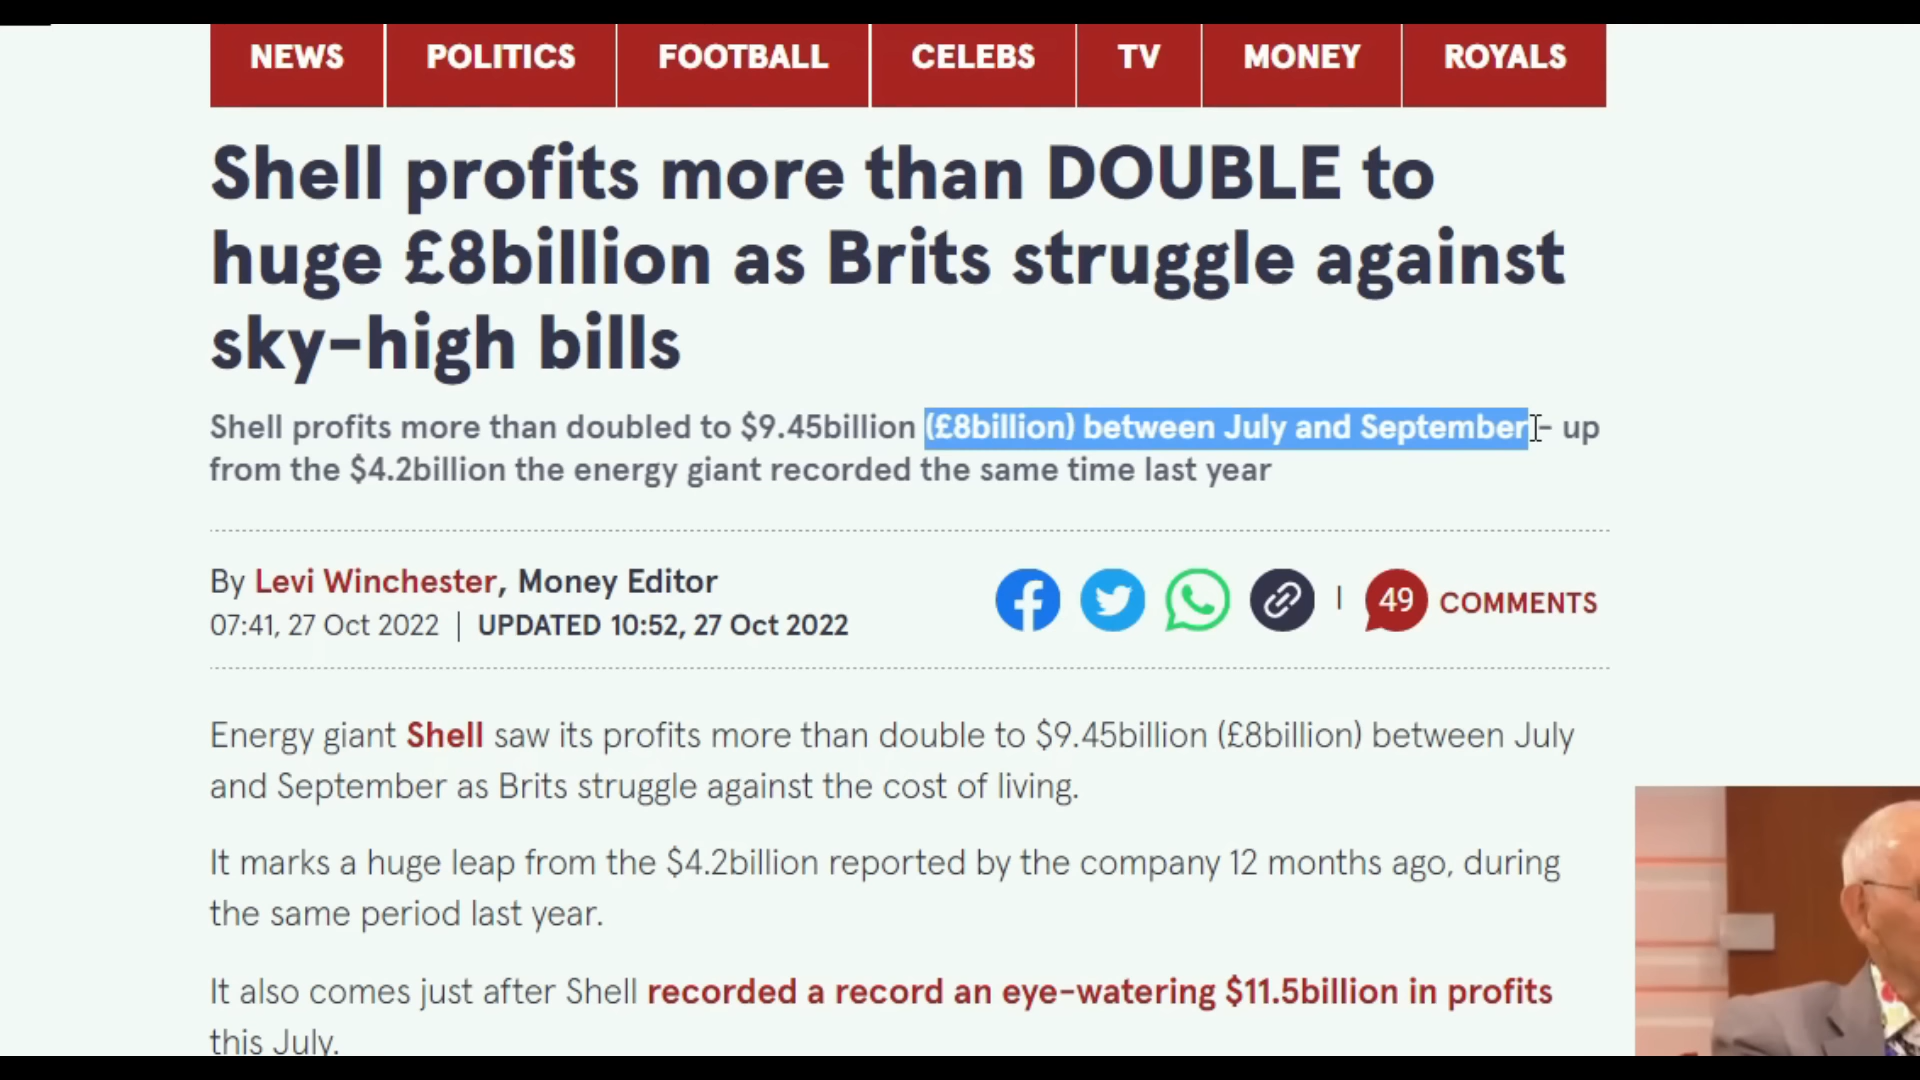 NEWS POLITICS FOOTBALL CELEBS TV MONEY ROYALS
Shell profits more than DOUBLE to
huge £8billion as Brits struggle against
sky-high bills
Shell profits more than doubled to $9.45billion (£8billion) between July and September - up
from the $4.2billion the energy giant recorded the same time last year
By Levi Winchester, Money Editor
07:41, 27 Oct 2022 | UPDATED 10:52, 27 Oct 2022
49 COMMENTS
Energy giant Shell saw its profits more than double to $9.45billion (£8billion) between July
and September as Brits struggle against the cost of living.
It marks a huge leap from the $4.2billion reported by the company 12 months ago, during
the same period last year.
It also comes just after Shell recorded a record an eye-watering $11.5billion in profits
this July.